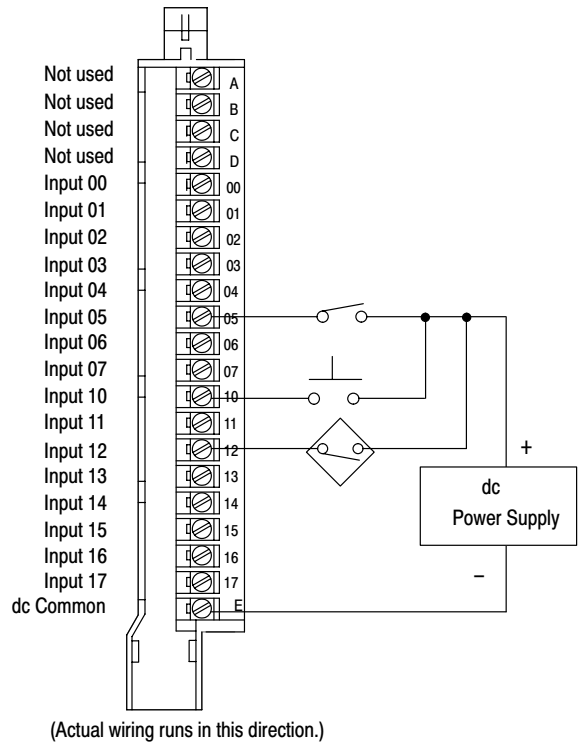 Not used A
Not used B
Not used C
Not used D
Input 00 00
Input 01 01
Input 02 02
Input 03 03
Input 04 04
Input 05 05
Input 06 06
Input 07 07
Input 10 10
Input 11 11
Input 12 12
Input 13 13
Input 14 14
Input 15 15
Input 16 16
Input 17 17
dc Common E
+
dc
Power Supply
–
(Actual wiring runs in this direction.)